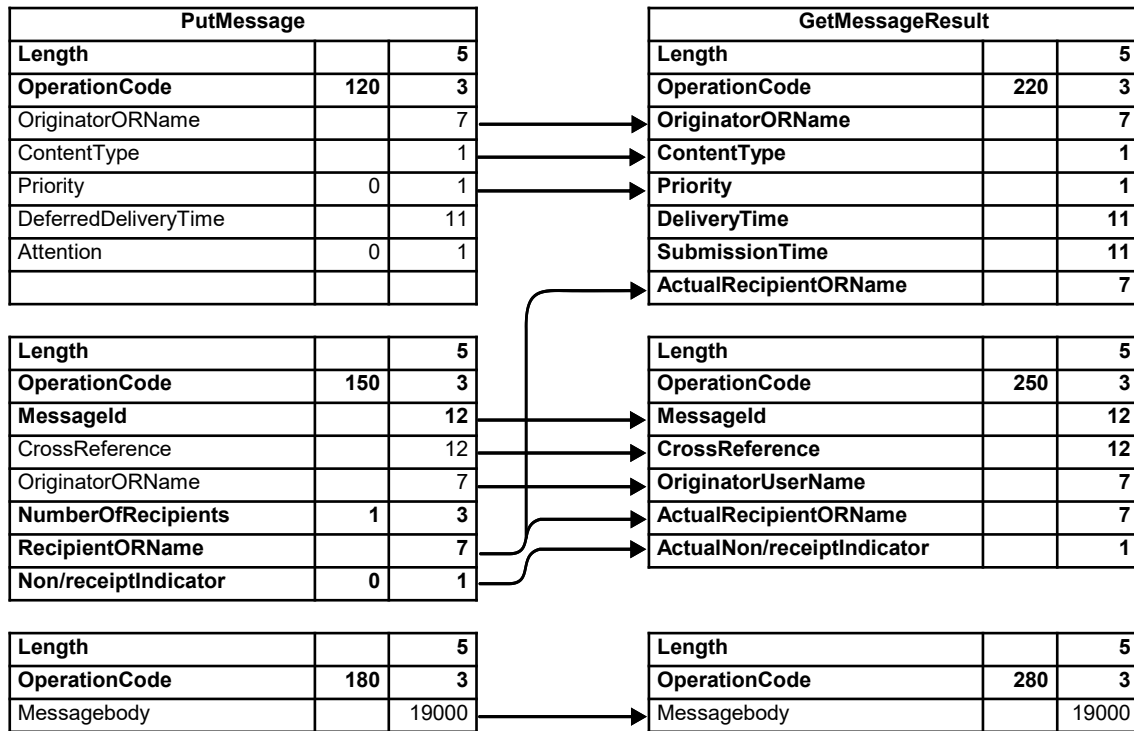 PutMessage
Length 5
OperationCode 120 3
OriginatorORName 7
ContentType 1
Priority 0 1
DeferredDeliveryTime 11
Attention 0 1
Length 5
OperationCode 150 3
MessageId 12
CrossReference 12
OriginatorORName 7
NumberOfRecipients 1 3
RecipientORName 7
Non/receiptIndicator 0 1
Length 5
OperationCode 180 3
Messagebody 19000
GetMessageResult
Length 5
OperationCode 220 3
OriginatorORName 7
ContentType 1
Priority 1
DeliveryTime 11
SubmissionTime 11
ActualRecipientORName 7
Length 5
OperationCode 250 3
MessageId 12
CrossReference 12
OriginatorUserName 7
ActualRecipientORName 7
ActualNon/receiptIndicator 1
Length 5
OperationCode 280 3
Messagebody 19000